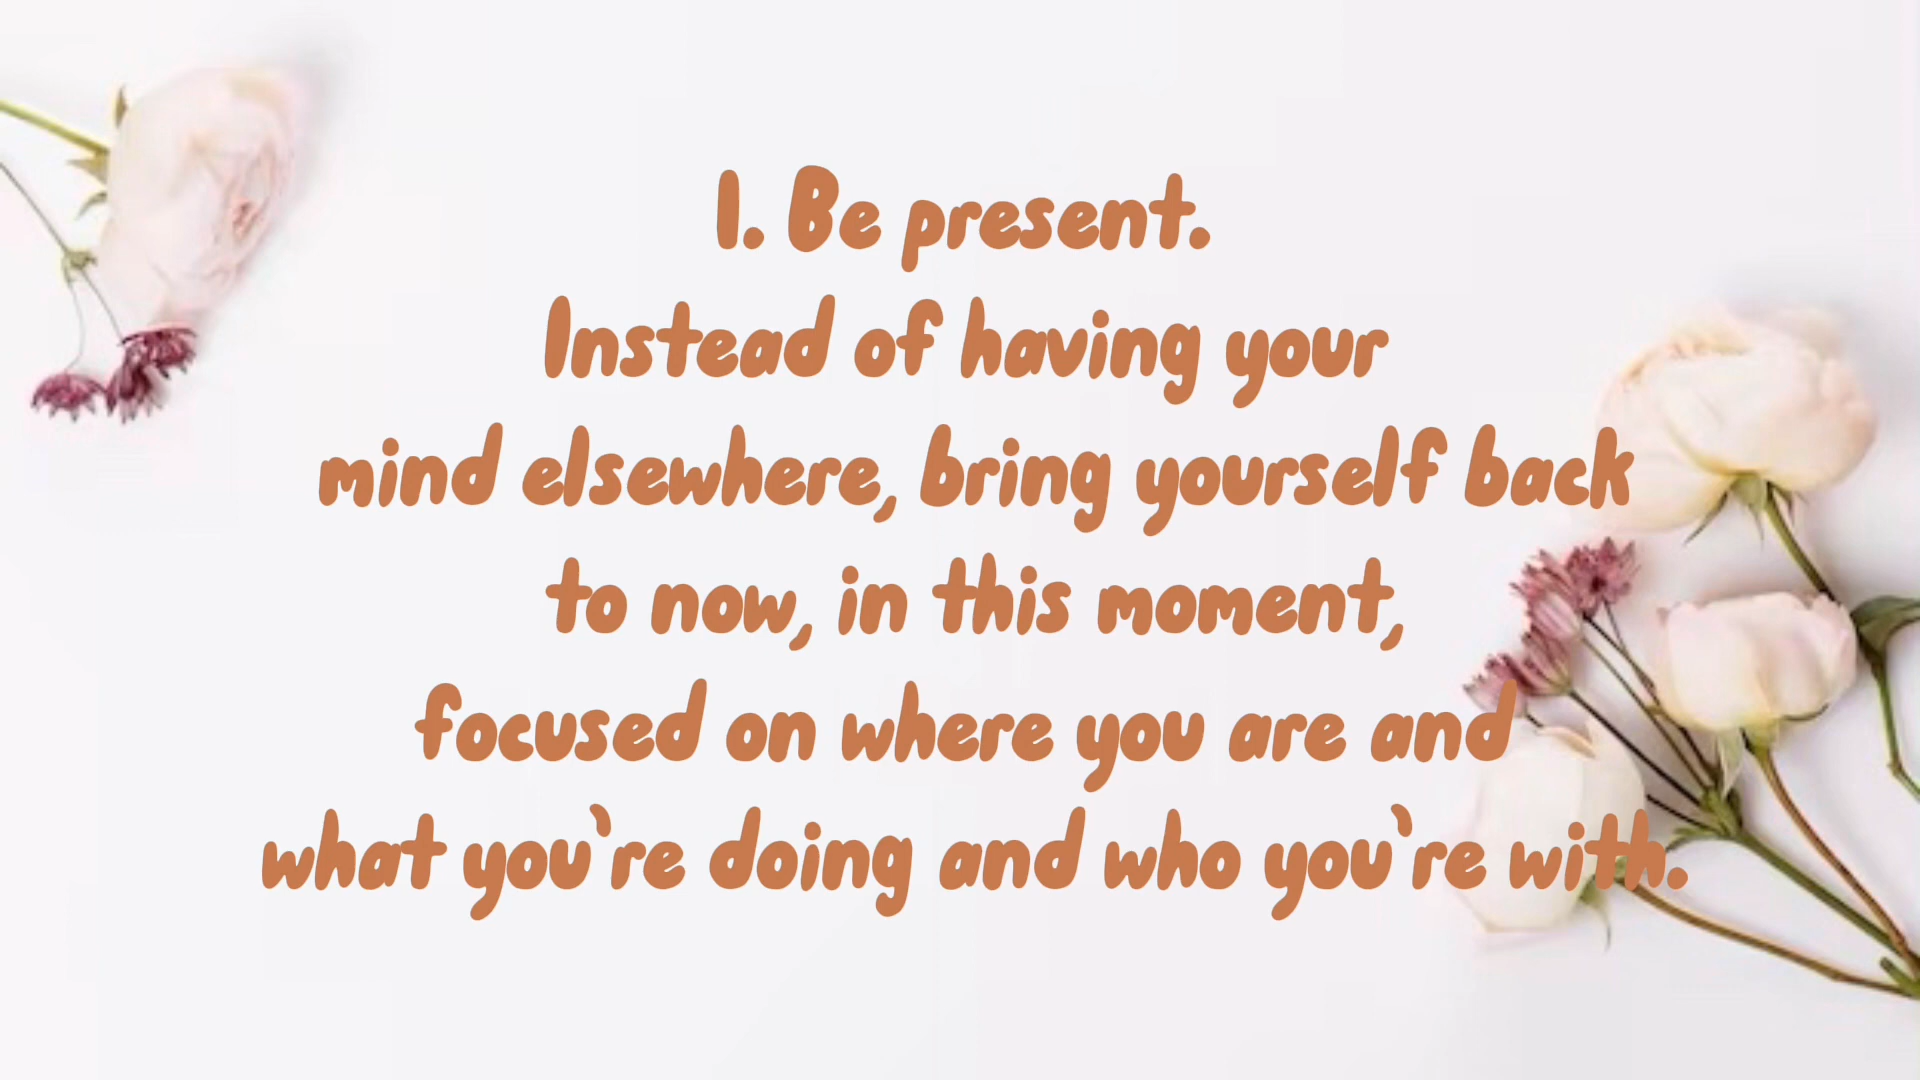 1. Be present.
Instead of having your
mind elsewhere, bring yourself back
to now, in this moment,
focused on where you are and
what you're doing and who you're with.